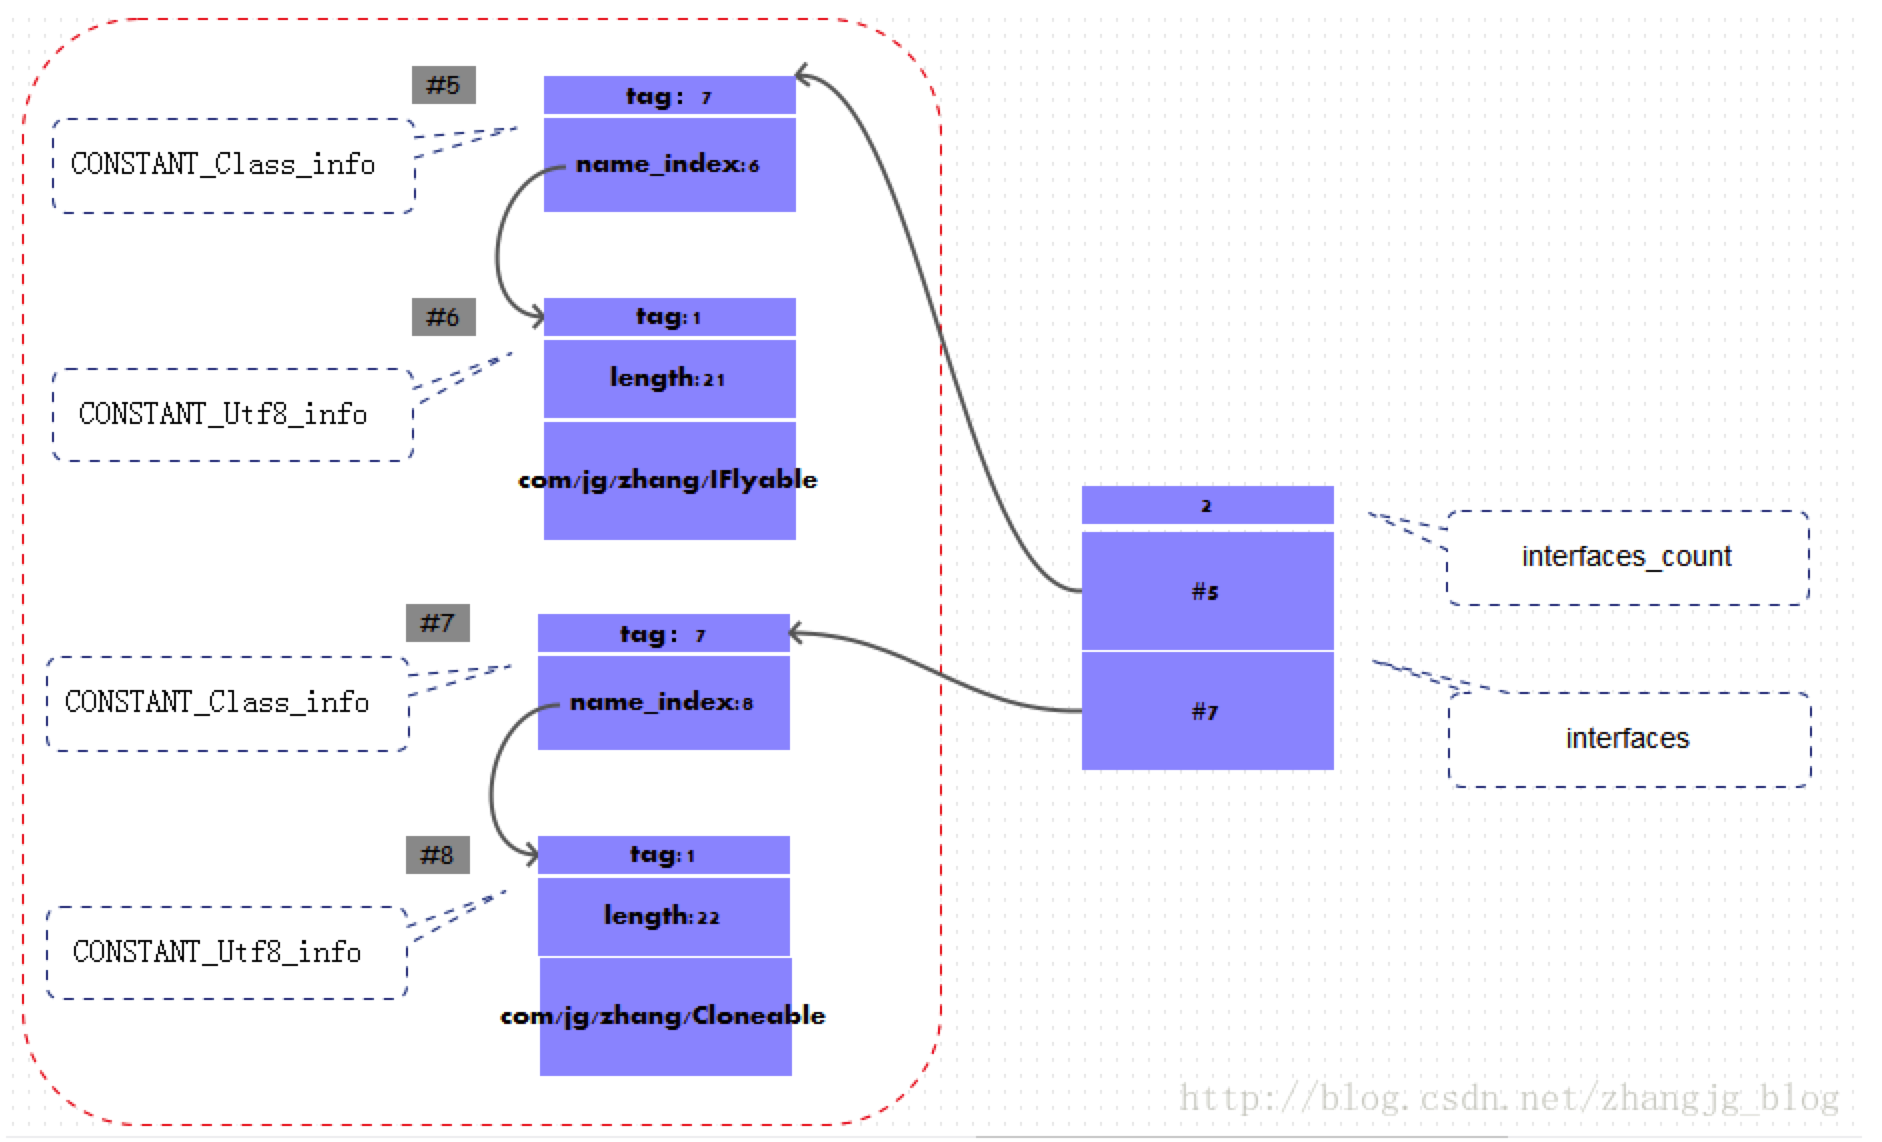 #5
tag: 7
CONSTANT_Class_info
name_index:6
#6
tag:1
length:21
CONSTANT_Utf8_info
com/jg/zhang/IFlyable
2
interfaces_count
#5
#7
tag: 7
CONSTANT_Class_info
name_index:8
#7
interfaces
#8
tag:1
length:22
CONSTANT_Utf8_info
com/jg/zhang/Cloneable
http://blog.csdn.net/zhangjg_blog